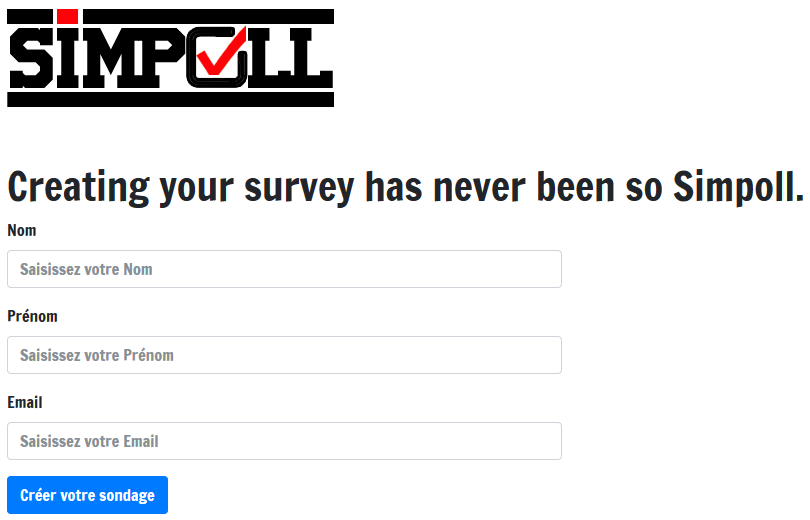 SIMPOLL
Creating your survey has never been so Simpoll.
Nom
Saisissez votre Nom
Prénom
Saisissez votre Prénom
Email
Saisissez votre Email
Créer votre sondage